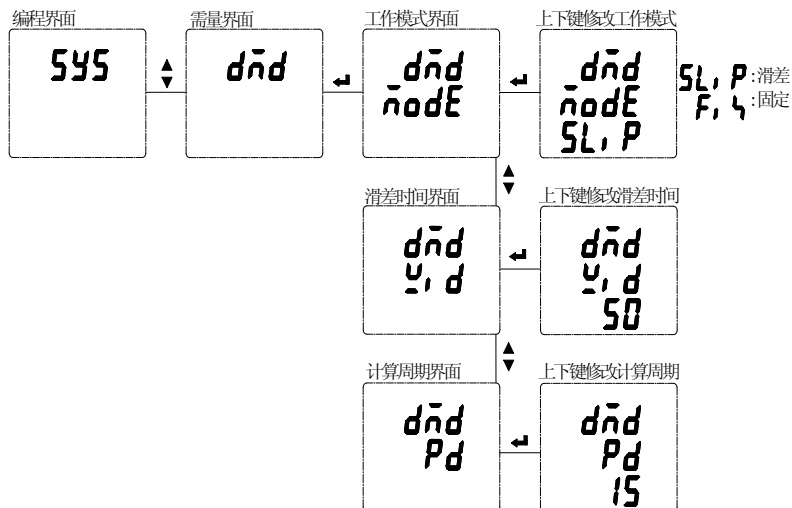 编程界面
需量界面
工作模式界面
上下键修改工作模式
SYS
dmd
dmd
modE
dmd
modE
SLiP
SLiP:滑差
Fix:固定
滑差时间界面
上下键修改滑差时间
dmd
Wid
dmd
Wid
50
计算周期界面
上下键修改计算周期
dmd
Pd
dmd
Pd
15